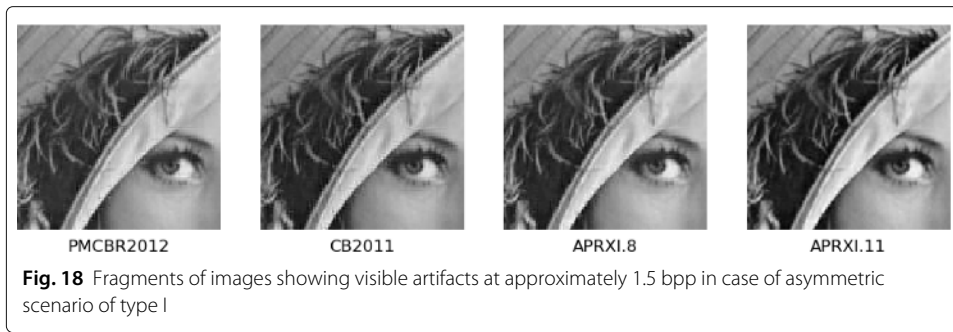 PMCBR2012 CB2011 APRXI.8 APRXI.11
Fig. 18 Fragments of images showing visible artifacts at approximately 1.5 bpp in case of asymmetric
scenario of type I